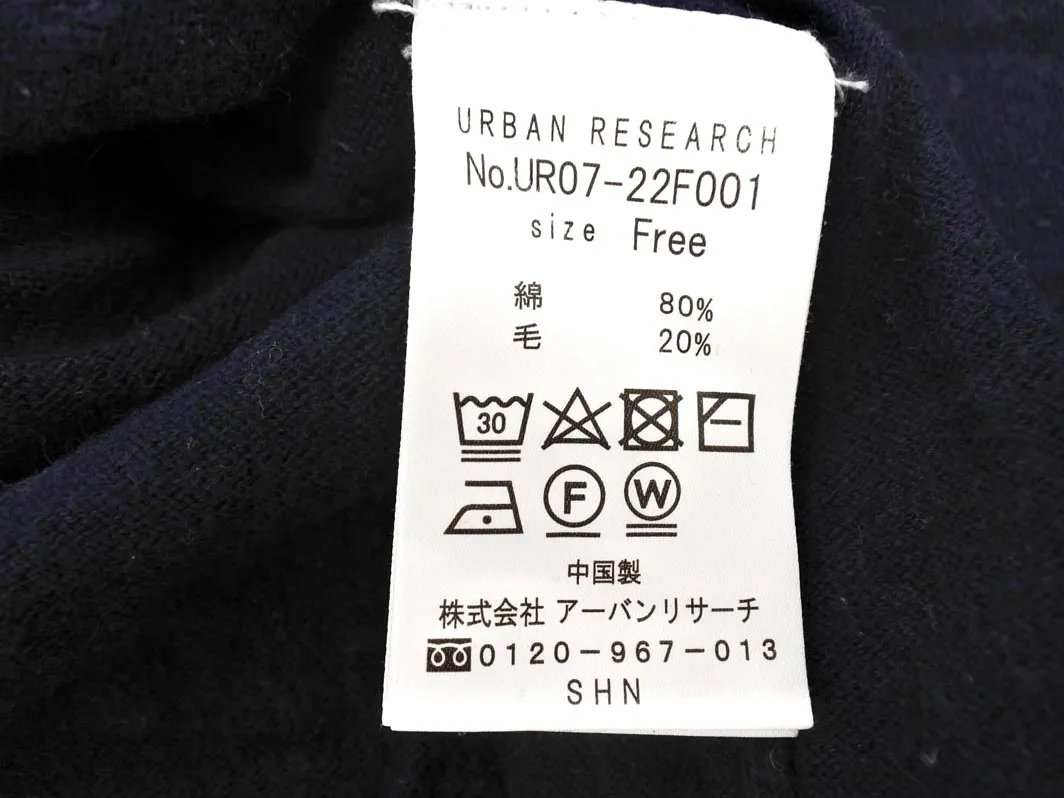 URBAN RESEARCH
No.UR07-22F001
size Free
綿 80%
毛 20%
30
F W
中国製
株式会社 アーバンリサーチ
0120-967-013
SHN